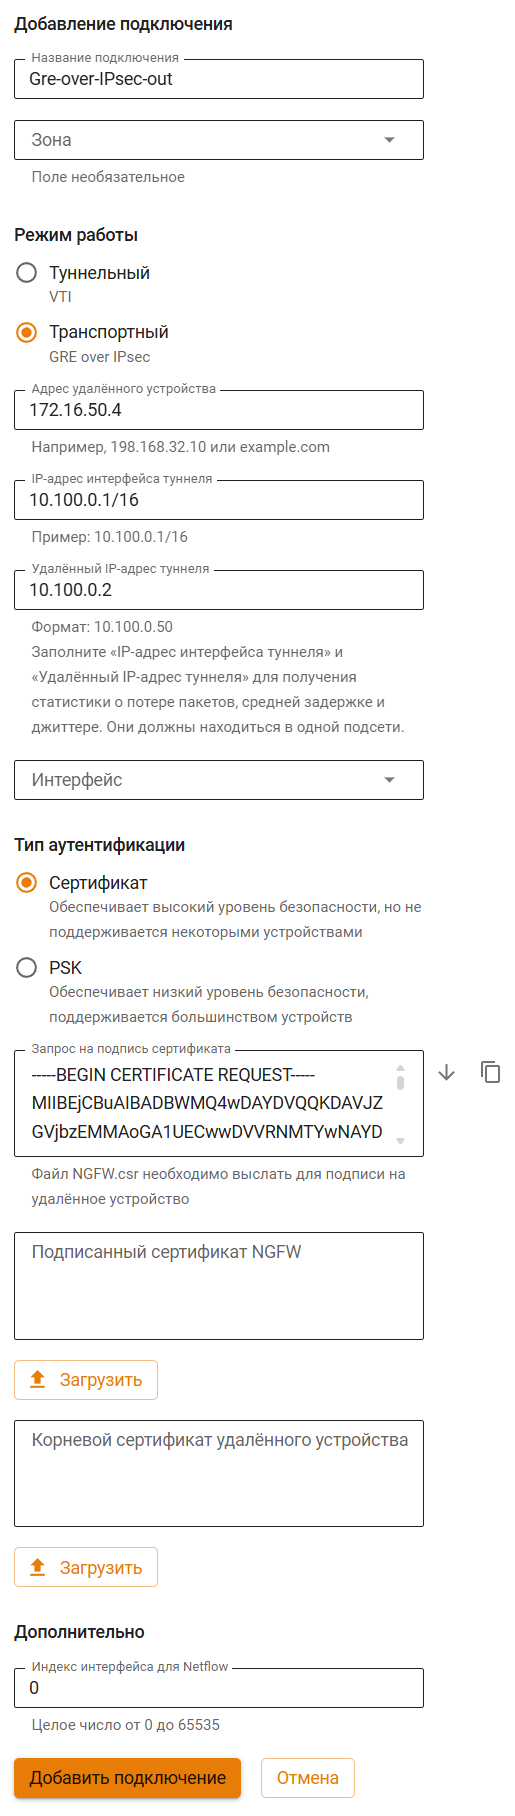 Добавление подключения
Название подключения
Gre-over-IPsec-out
Зона
Поле необязательное
Режим работы
Туннельный
VTI
Транспортный
GRE over IPsec
Адрес удалённого устройства
172.16.50.4
Например, 198.168.32.10 или example.com
IP-адрес интерфейса туннеля
10.100.0.1/16
Пример: 10.100.0.1/16
Удалённый IP-адрес туннеля
10.100.0.2
Формат: 10.100.0.50
Заполните «IP-адрес интерфейса туннеля» и
«Удалённый IP-адрес туннеля» для получения
статистики о потере пакетов, средней задержке и
джиттере. Они должны находиться в одной подсети.
Интерфейс
Тип аутентификации
Сертификат
Обеспечивает высокий уровень безопасности, но не
поддерживается некоторыми устройствами
PSK
Обеспечивает низкий уровень безопасности,
поддерживается большинством устройств
Запрос на подпись сертификата
-----BEGIN CERTIFICATE REQUEST-----
MIIBEjCBuAIBADBWMQ4wDAYDVQQKDAVJZ
GVjbzEMMAoGA1UECwwDVVRNMTYwNAYD
Файл NGFW.csr необходимо выслать для подписи на
удалённое устройство
Подписанный сертификат NGFW
Загрузить
Корневой сертификат удалённого устройства
Загрузить
Дополнительно
Индекс интерфейса для Netflow
0
Целое число от 0 до 65535
Добавить подключение
Отмена